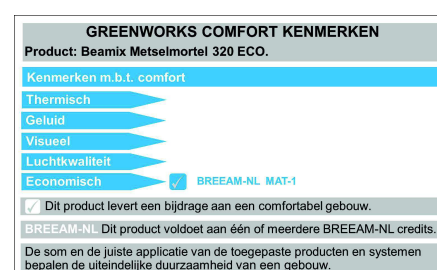 GREENWORKS COMFORT KENMERKEN
Product: Beamix Metselmortel 320 ECO.
Kenmerken m.b.t. comfort
Thermisch
Geluid
Visueel
Luchtkwaliteit
Economisch BREEAM-NL MAT-1
Dit product levert een bijdrage aan een comfortabel gebouw.
BREEAM-NL Dit product voldoet aan één of meerdere BREEAM-NL credits.
De som en de juiste applicatie van de toegepaste producten en systemen
bepalen de uiteindelijke duurzaamheid van een gebouw.